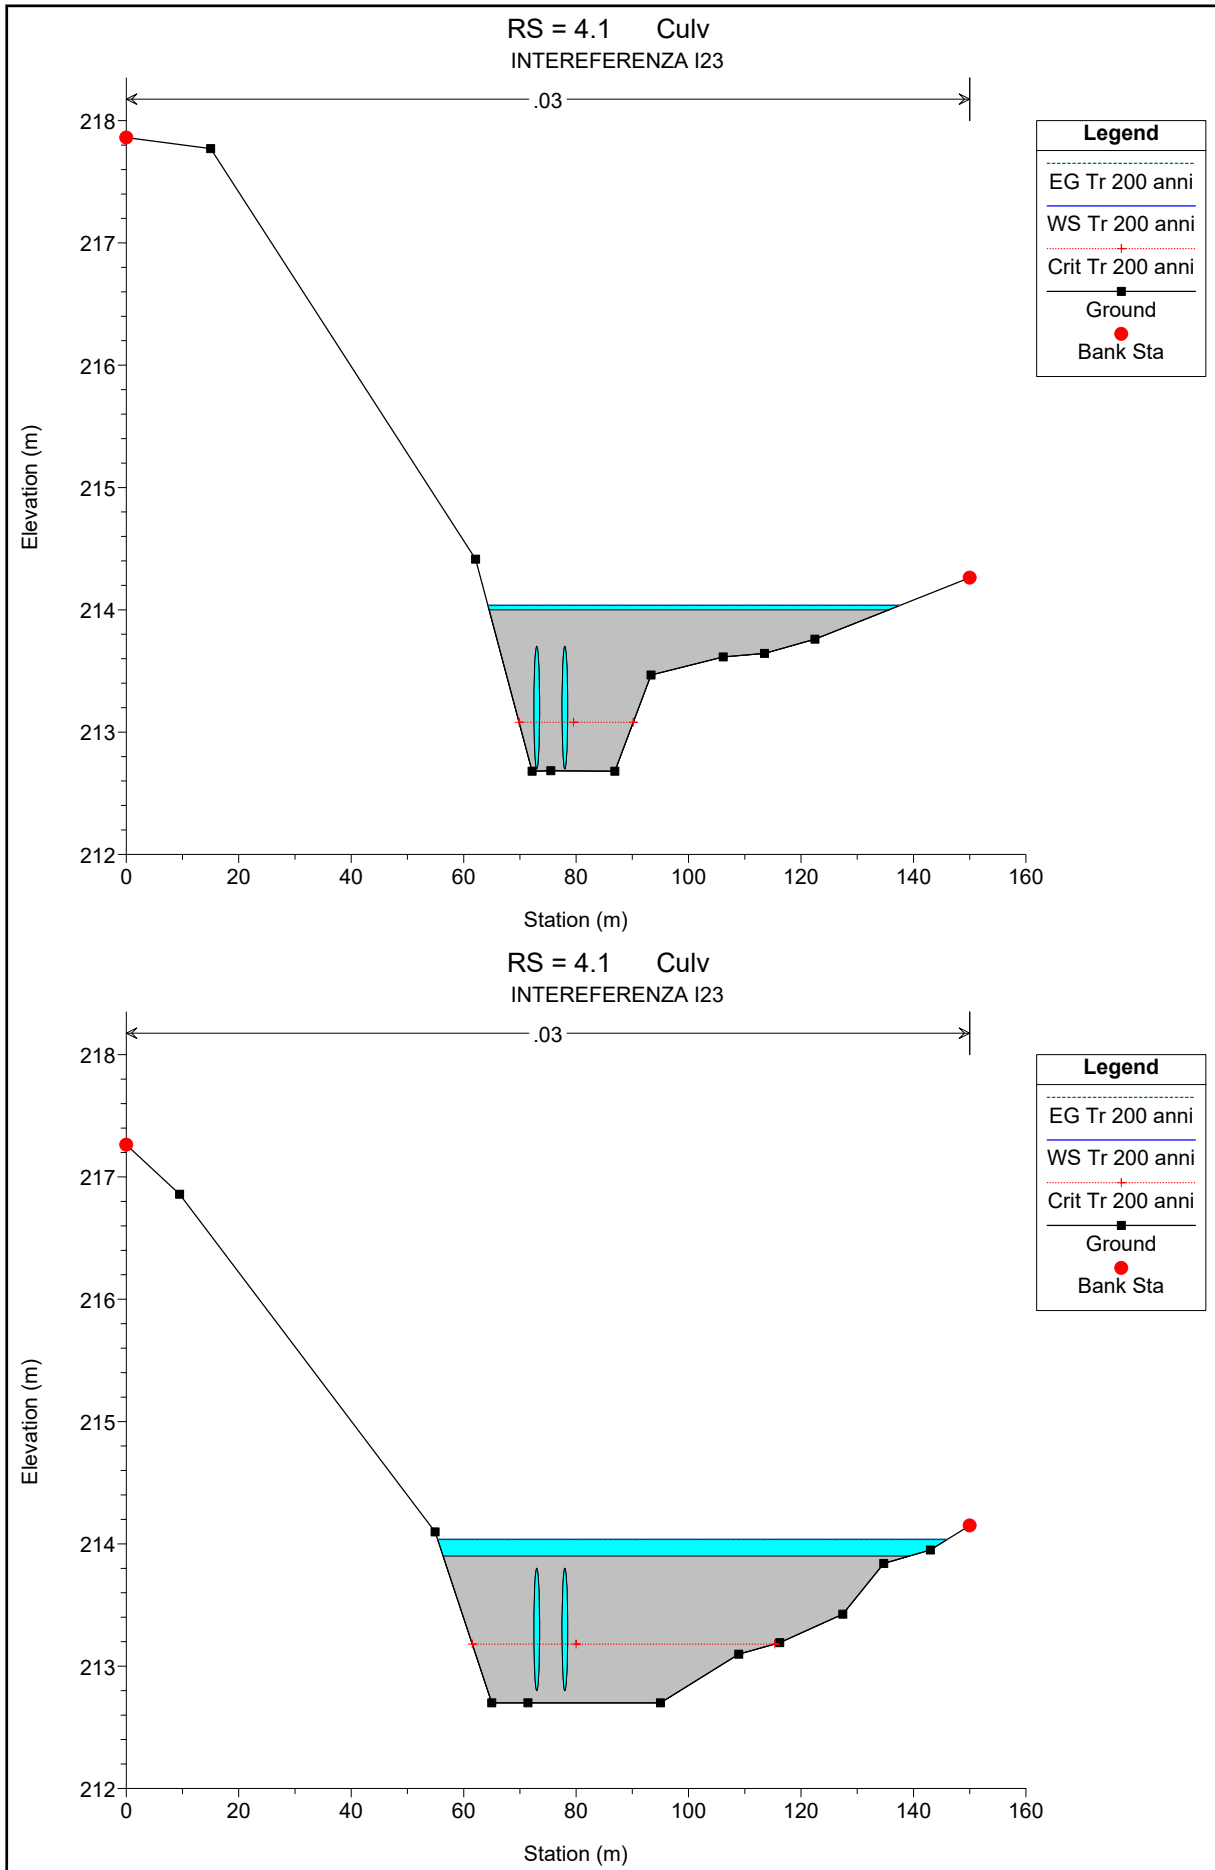 RS = 4.1 Culv
INTEREFERENZA I23
.03
218
217
216
215
214
213
212
Elevation (m)
0 20 40 60 80 100 120 140 160
Station (m)
Legend
EG Tr 200 anni
WS Tr 200 anni
Crit Tr 200 anni
Ground
Bank Sta
RS = 4.1 Culv
INTEREFERENZA I23
.03
218
217
216
215
214
213
212
Elevation (m)
0 20 40 60 80 100 120 140 160
Station (m)
Legend
EG Tr 200 anni
WS Tr 200 anni
Crit Tr 200 anni
Ground
Bank Sta